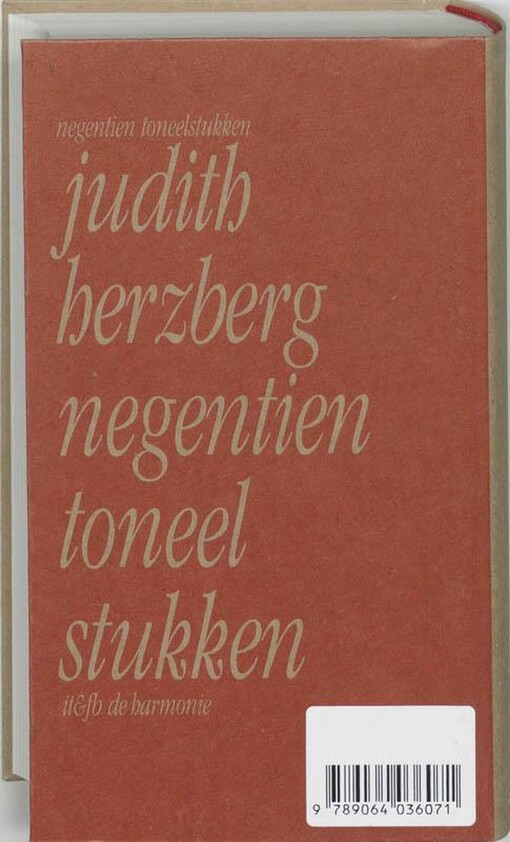 negentien toneelstukken
judith
herzberg
negentien
toneel
stukken
it&fb de harmonie
9 789064 036071